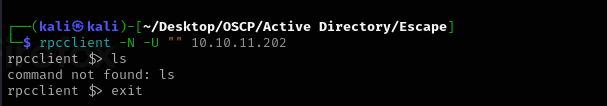 ┌──(kali㉿kali)-[~/Desktop/OSCP/Active Directory/Escape]
└─$ rpcclient -N -U "" 10.10.11.202
rpcclient $> ls
command not found: ls
rpcclient $> exit